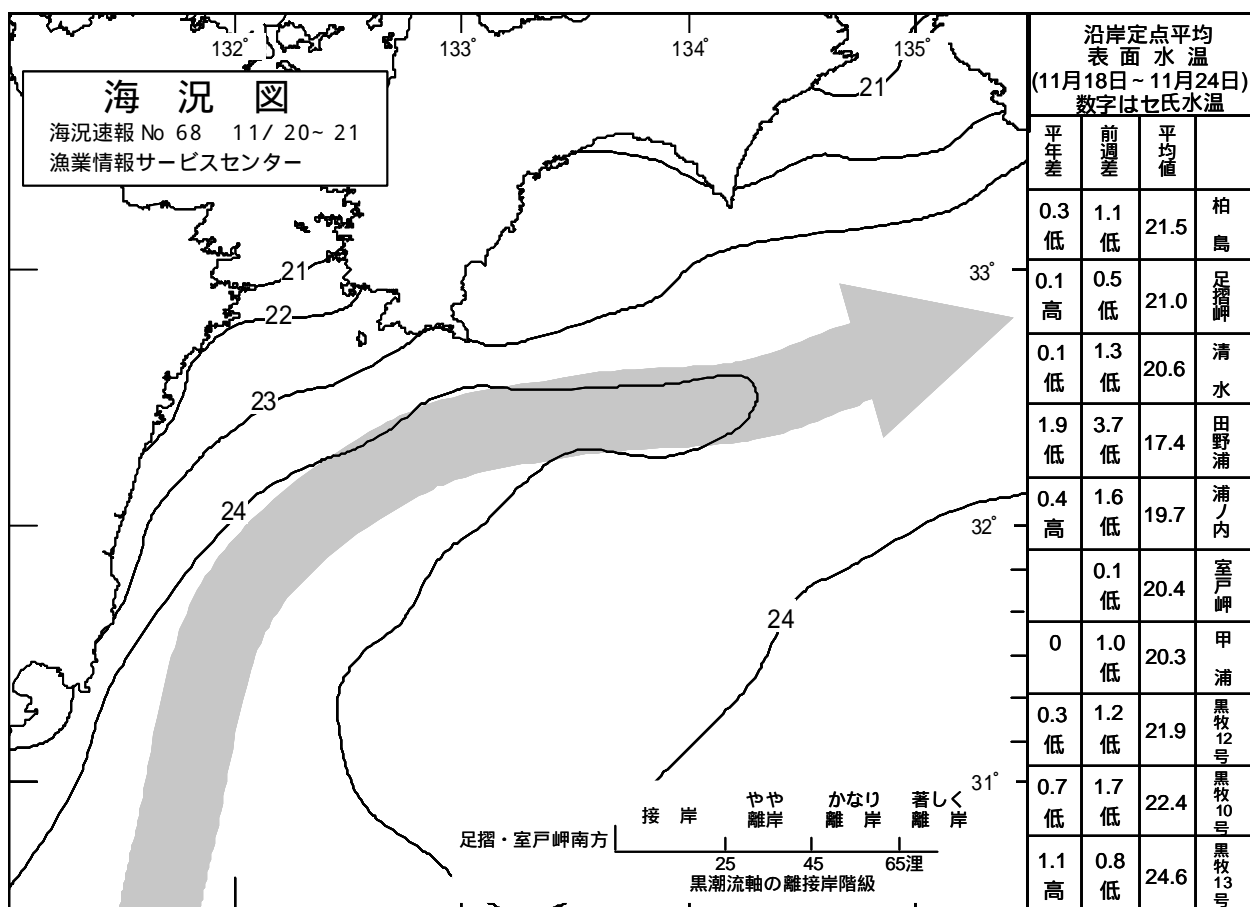 132°
133°
134°
135°
海 況 図
海況速報 No 68 11/ 20~ 21
漁業情報サービスセンター
21
21
22
23
24
24
33°
32°
31°
接 岸
やや
離岸
かなり
離 岸
著しく
離 岸
足摺・室戸岬南方
25
45
65浬
黒潮流軸の離接岸階級
沿岸定点平均
表 面 水 温
(11月18日~11月24日)
数字はセ氏水温
平年差 前週差 平均値
0.3低 1.1低 21.5 柏島
0.1高 0.5低 21.0 足摺岬
0.1低 1.3低 20.6 清水
1.9低 3.7低 17.4 田野浦
0.4高 1.6低 19.7 浦ノ内
0.1低 20.4 室戸岬
0 1.0低 20.3 甲浦
0.3低 1.2低 21.9 黒牧12号
0.7低 1.7低 22.4 黒牧10号
1.1高 0.8低 24.6 黒牧13号